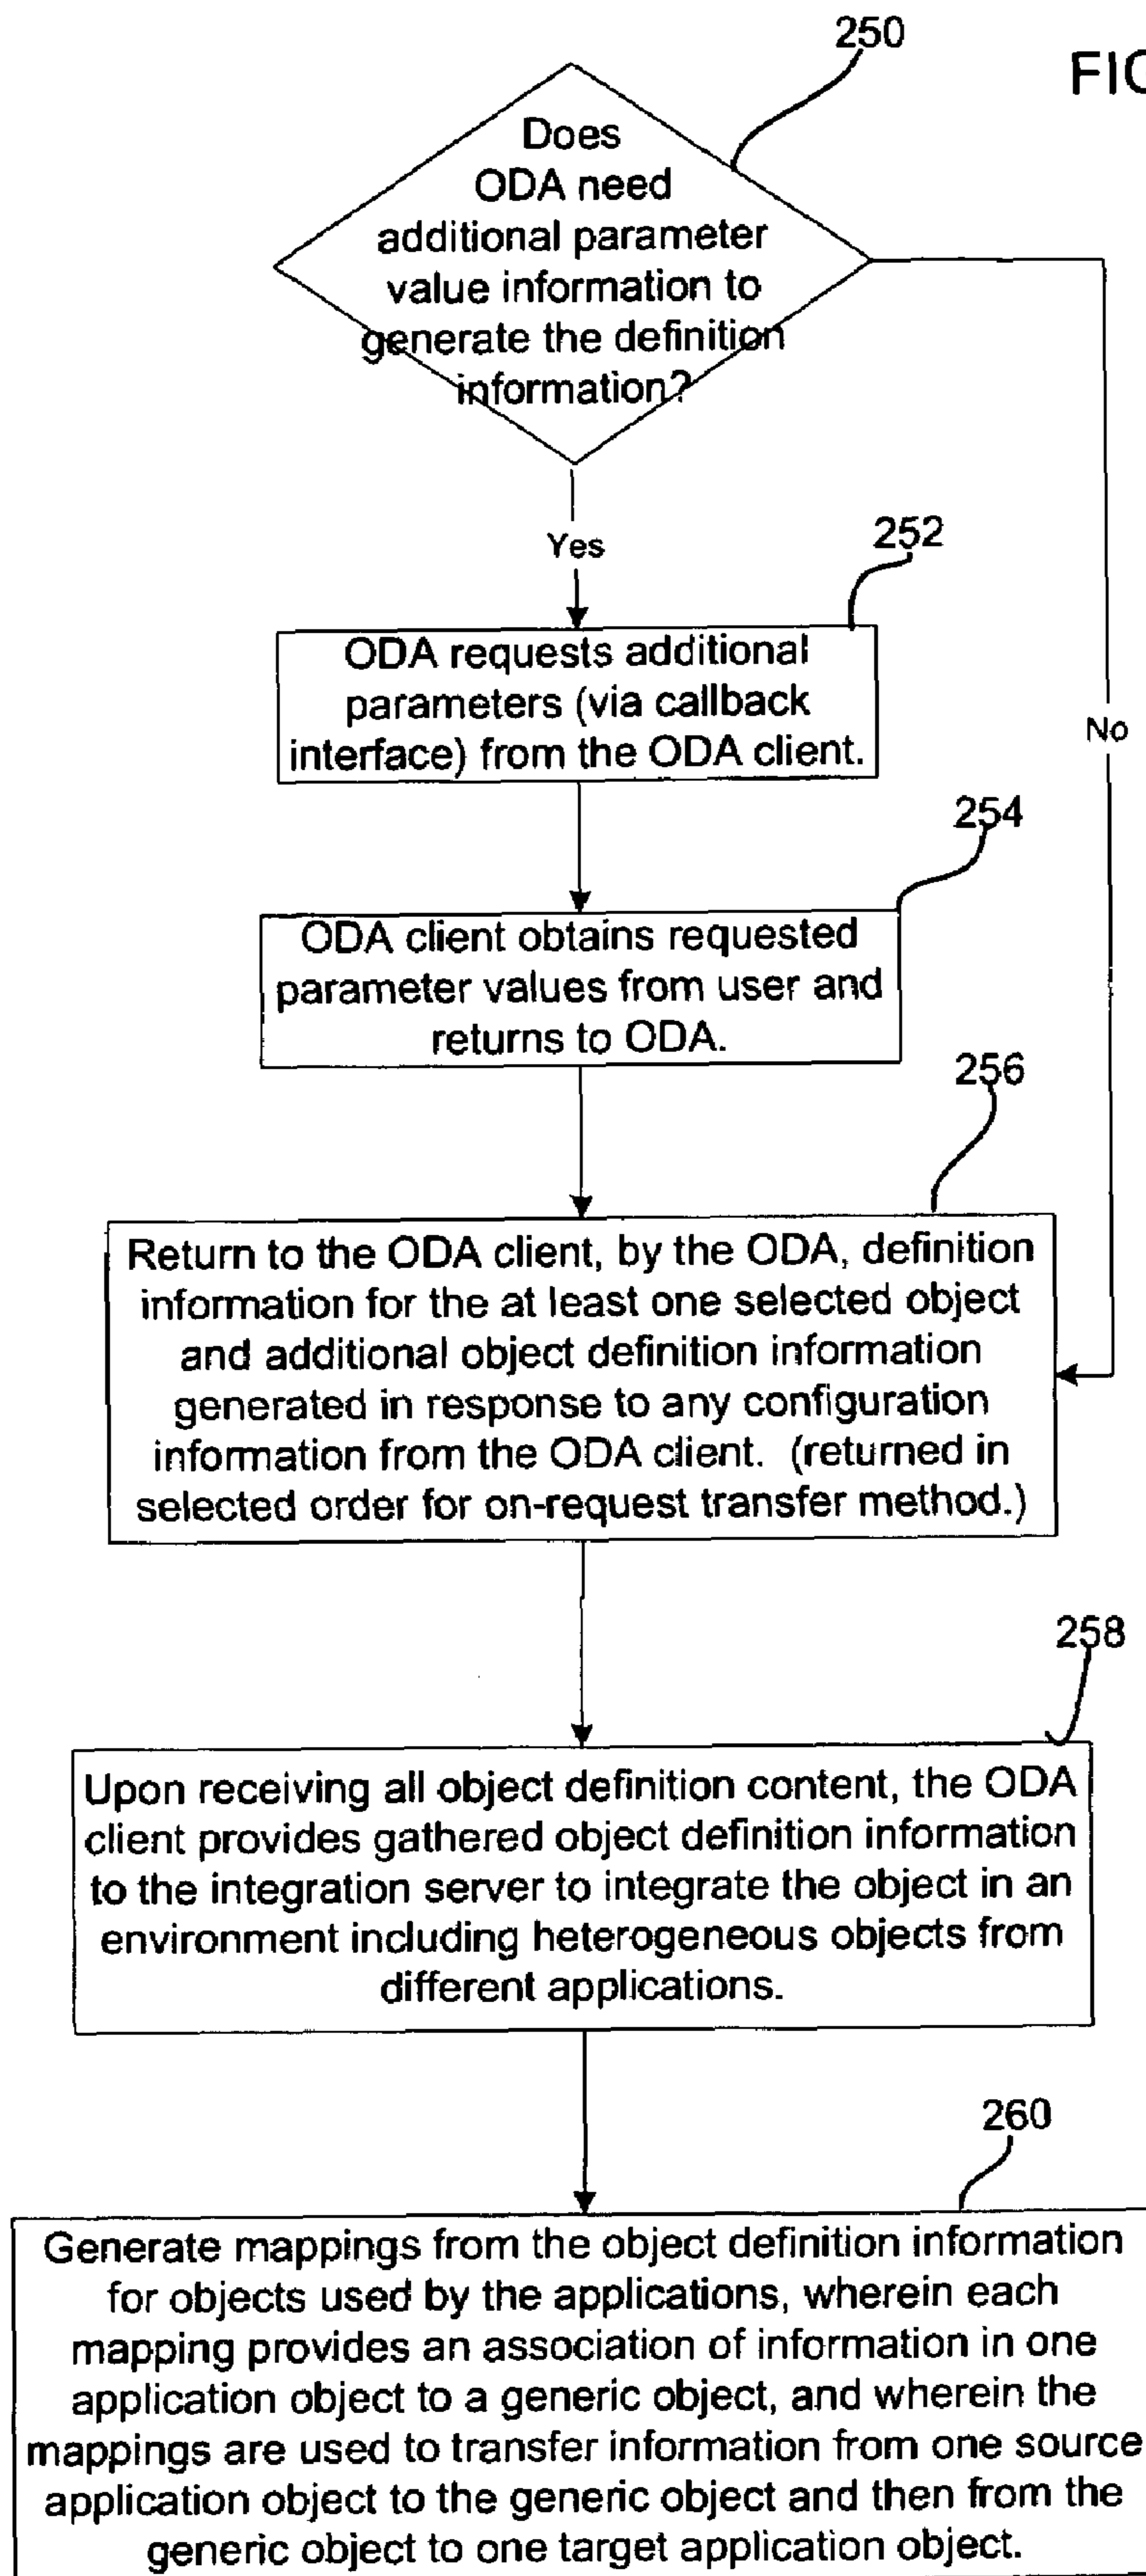 250
FIG
Does
ODA need
additional parameter
value information to
generate the definition
information?
Yes
252
ODA requests additional
parameters (via callback
interface) from the ODA client.
No
254
ODA client obtains requested
parameter values from user and
returns to ODA.
256
Return to the ODA client, by the ODA, definition
information for the at least one selected object
and additional object definition information
generated in response to any configuration
information from the ODA client. (returned in
selected order for on-request transfer method.)
258
Upon receiving all object definition content, the ODA
client provides gathered object definition information
to the integration server to integrate the object in an
environment including heterogeneous objects from
different applications.
260
Generate mappings from the object definition information
for objects used by the applications, wherein each
mapping provides an association of information in one
application object to a generic object, and wherein the
mappings are used to transfer information from one source
application object to the generic object and then from the
generic object to one target application object.